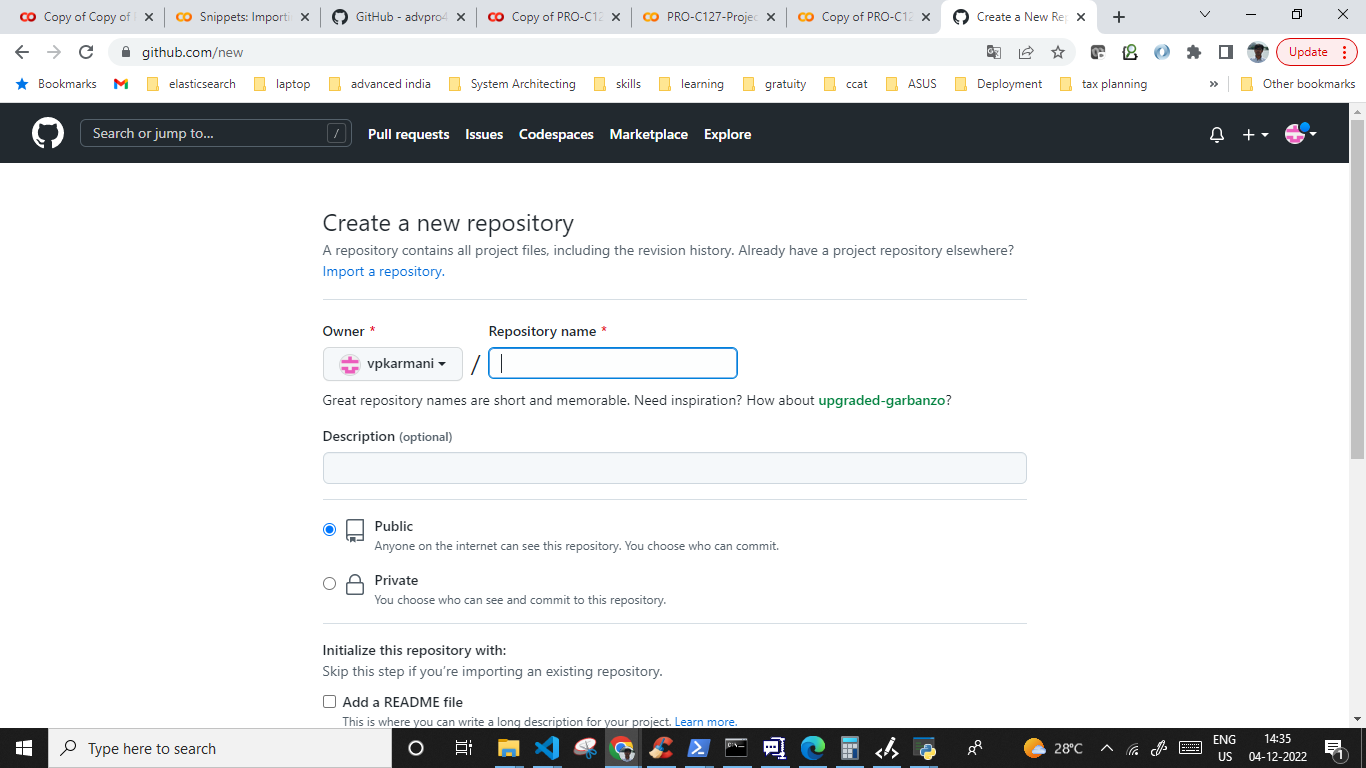 Copy of Copy of
Snippets: Importi
GitHub - advpro4
Copy of PRO-C12
PRO-C127-Projec
Copy of PRO-C12
Create a New Rep
github.com/new
Update
Bookmarks
elasticsearch
laptop
advanced india
System Architecting
skills
learning
gratuity
ccat
ASUS
Deployment
tax planning
»
Other bookmarks
Search or jump to...
/
Pull requests
Issues
Codespaces
Marketplace
Explore
Create a new repository
A repository contains all project files, including the revision history. Already have a project repository elsewhere?
Import a repository.
Owner *
Repository name *
vpkarmani
/
Great repository names are short and memorable. Need inspiration? How about upgraded-garbanzo?
Description (optional)
Public
Anyone on the internet can see this repository. You choose who can commit.
Private
You choose who can see and commit to this repository.
Initialize this repository with:
Skip this step if you're importing an existing repository.
Add a README file
This is where you can write a long description for your project. Learn more.
Type here to search
28°C
ENG
US
14:35
04-12-2022
1